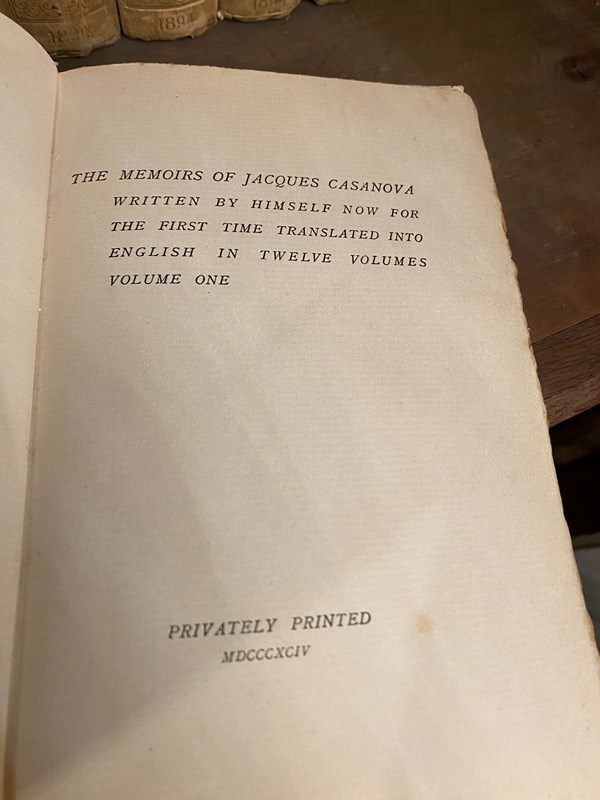 1894
THE MEMOIRS OF JACQUES CASANOVA
WRITTEN BY HIMSELF NOW FOR
THE FIRST TIME TRANSLATED INTO
ENGLISH IN TWELVE VOLUMES
VOLUME ONE
PRIVATELY PRINTED
MDCCCXCIV